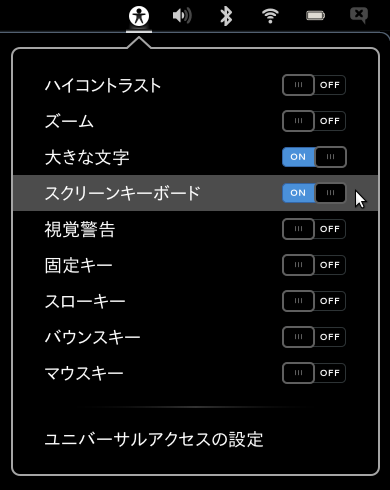 ハイコントラスト OFF
ズーム OFF
大きな文字 ON
スクリーンキーボード ON
視覚警告 OFF
固定キー OFF
スローキー OFF
バウンスキー OFF
マウスキー OFF
ユニバーサルアクセスの設定